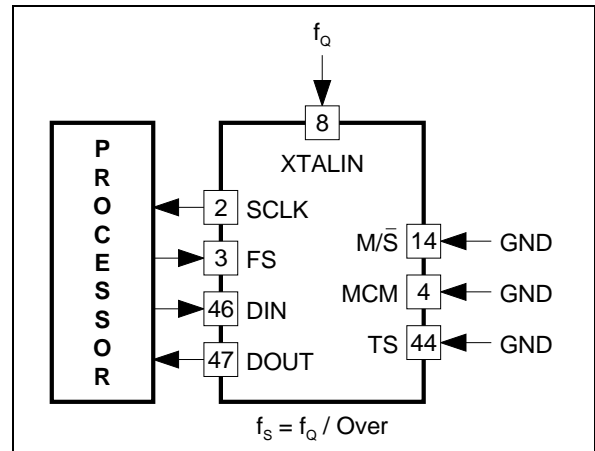 f_Q
8
XTALIN
PROCESSOR
2 SCLK
3 FS
46 DIN
47 DOUT
M/S̄ 14 GND
MCM 4 GND
TS 44 GND
f_S = f_Q / Over